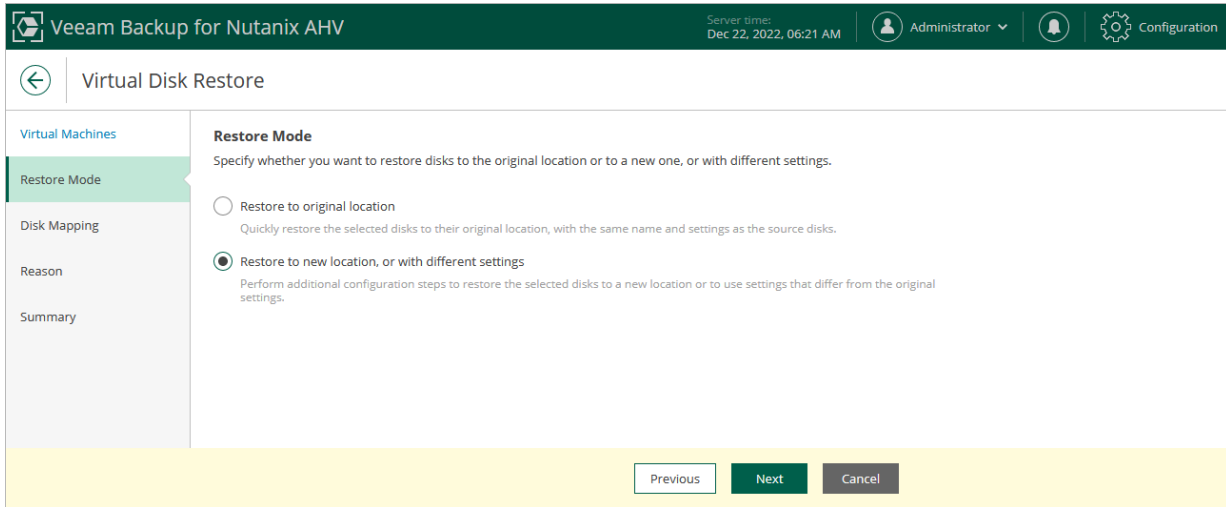 Veeam Backup for Nutanix AHV
Server time:
Dec 22, 2022, 06:21 AM
Administrator
Configuration
Virtual Disk Restore
Virtual Machines
Restore Mode
Disk Mapping
Reason
Summary
Restore Mode
Specify whether you want to restore disks to the original location or to a new one, or with different settings.
Restore to original location
Quickly restore the selected disks to their original location, with the same name and settings as the source disks.
Restore to new location, or with different settings
Perform additional configuration steps to restore the selected disks to a new location or to use settings that differ from the original
settings.
Previous
Next
Cancel